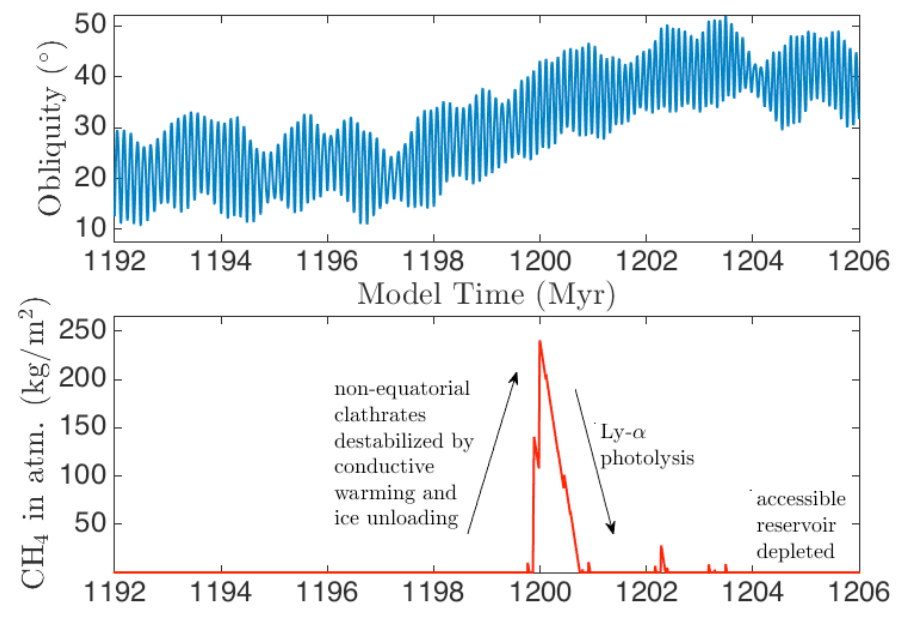 Obliquity (°)
50
40
30
20
10
1192 1194 1196 1198 1200 1202 1204 1206
Model Time (Myr)
CH₄ in atm. (kg/m²)
250
200
150
100
50
non-equatorial
clathrates
destabilized by
conductive
warming and
ice unloading
Ly-α
photolysis
accessible
reservoir
depleted
1192 1194 1196 1198 1200 1202 1204 1206